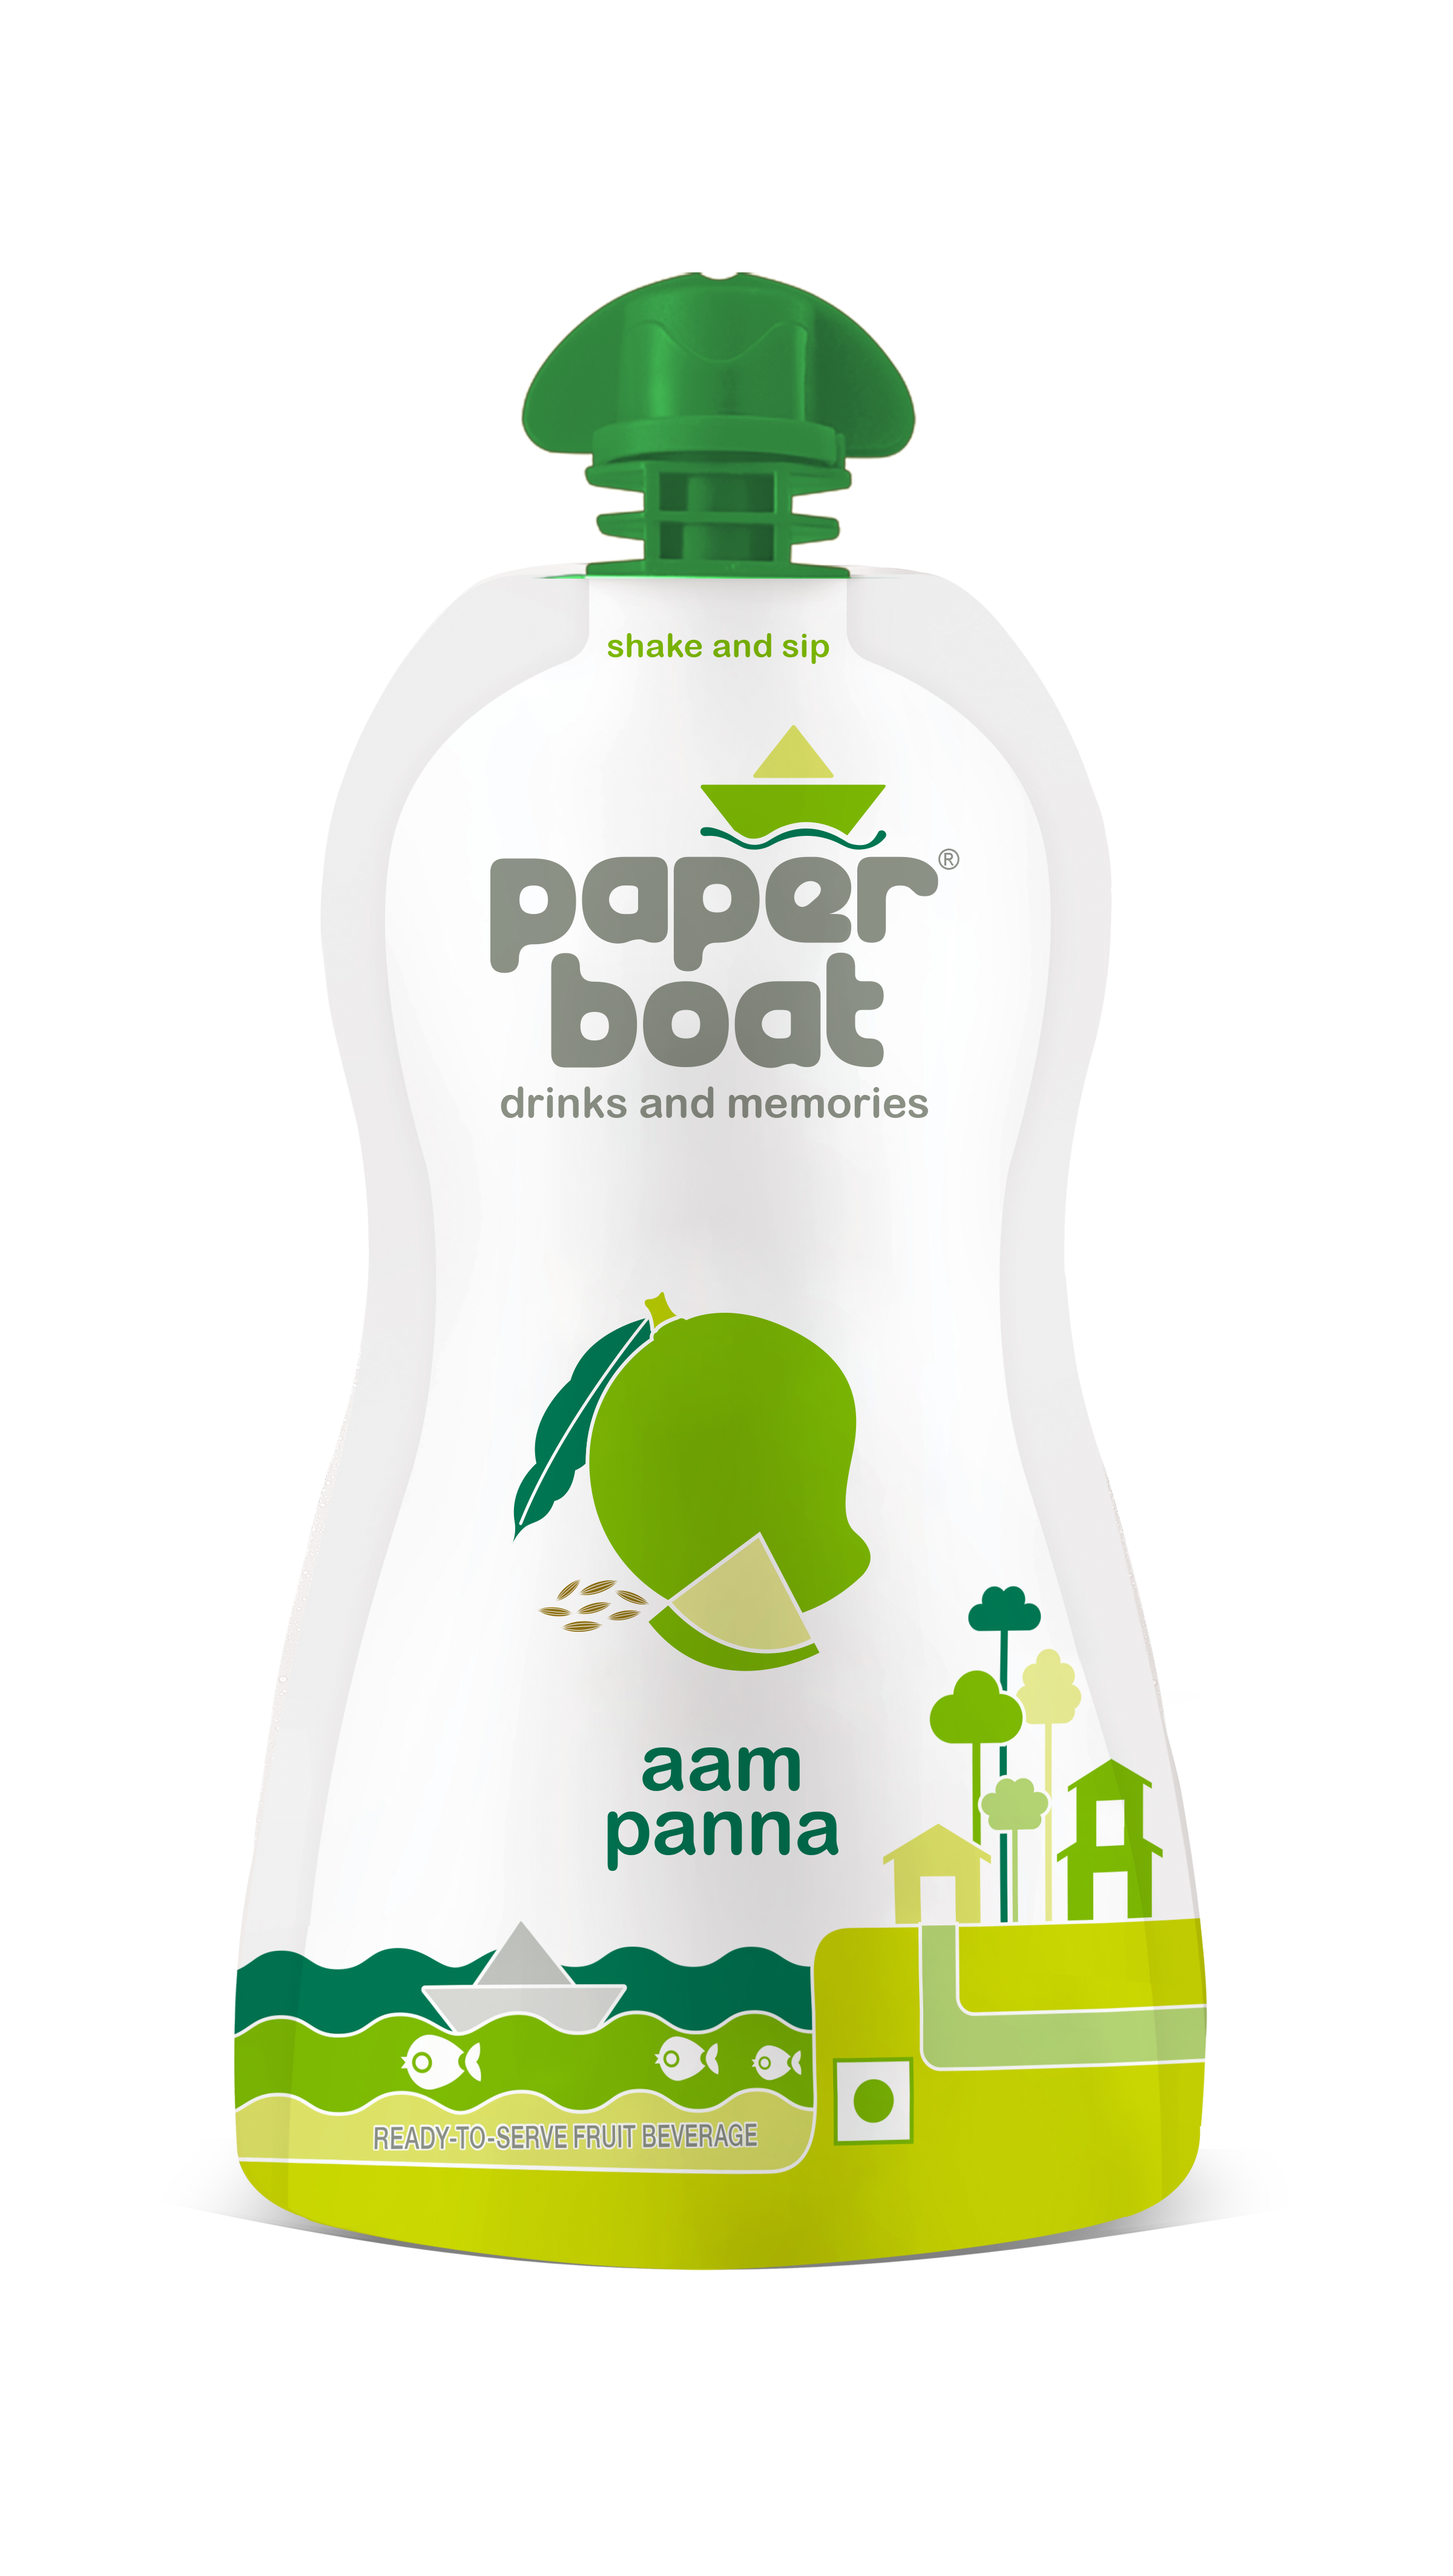 shake and sip
paper®
boat
drinks and memories
aam
panna
READY-TO-SERVE FRUIT BEVERAGE